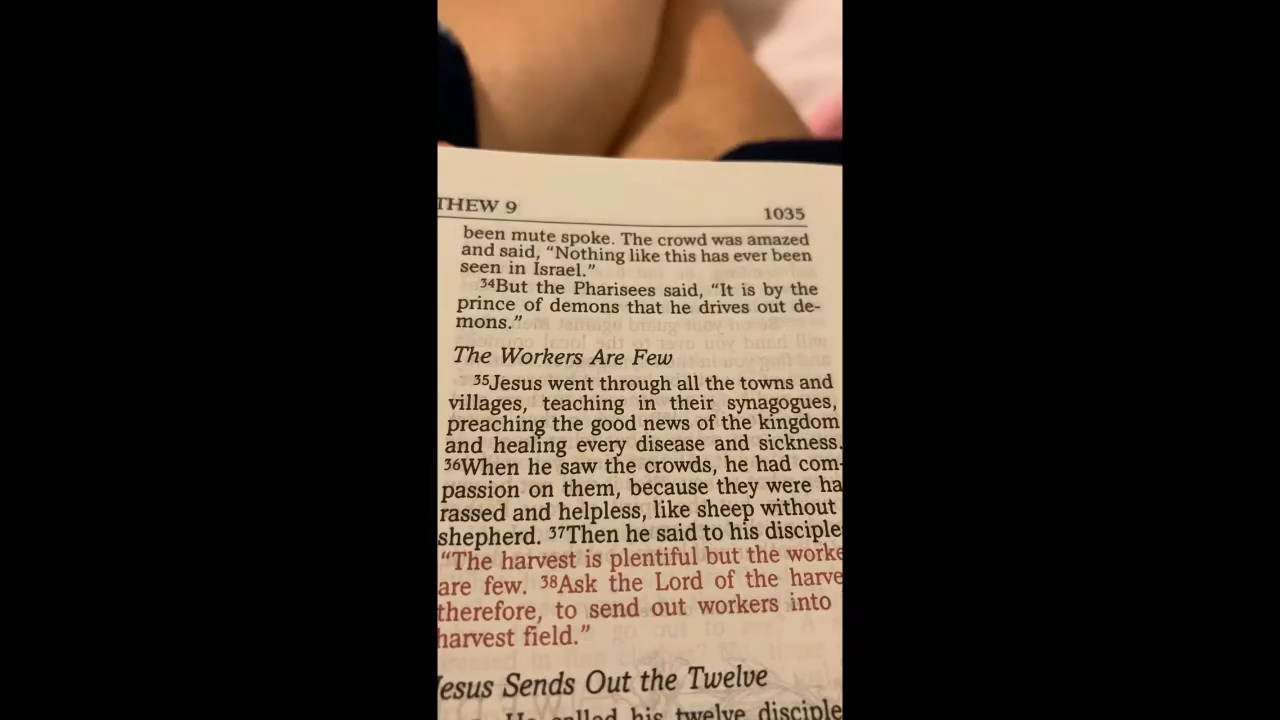 THEW 9 1035
been mute spoke. The crowd was amazed
and said, “Nothing like this has ever been
seen in Israel.”
34But the Pharisees said, “It is by the
prince of demons that he drives out de-
mons.”
The Workers Are Few
35Jesus went through all the towns and
villages, teaching in their synagogues,
preaching the good news of the kingdom
and healing every disease and sickness.
36When he saw the crowds, he had com-
passion on them, because they were ha
rassed and helpless, like sheep without
shepherd. 37Then he said to his disciple
“The harvest is plentiful but the worke
are few. 38Ask the Lord of the harve
therefore, to send out workers into
harvest field.”
Jesus Sends Out the Twelve
He called his twelve disciple